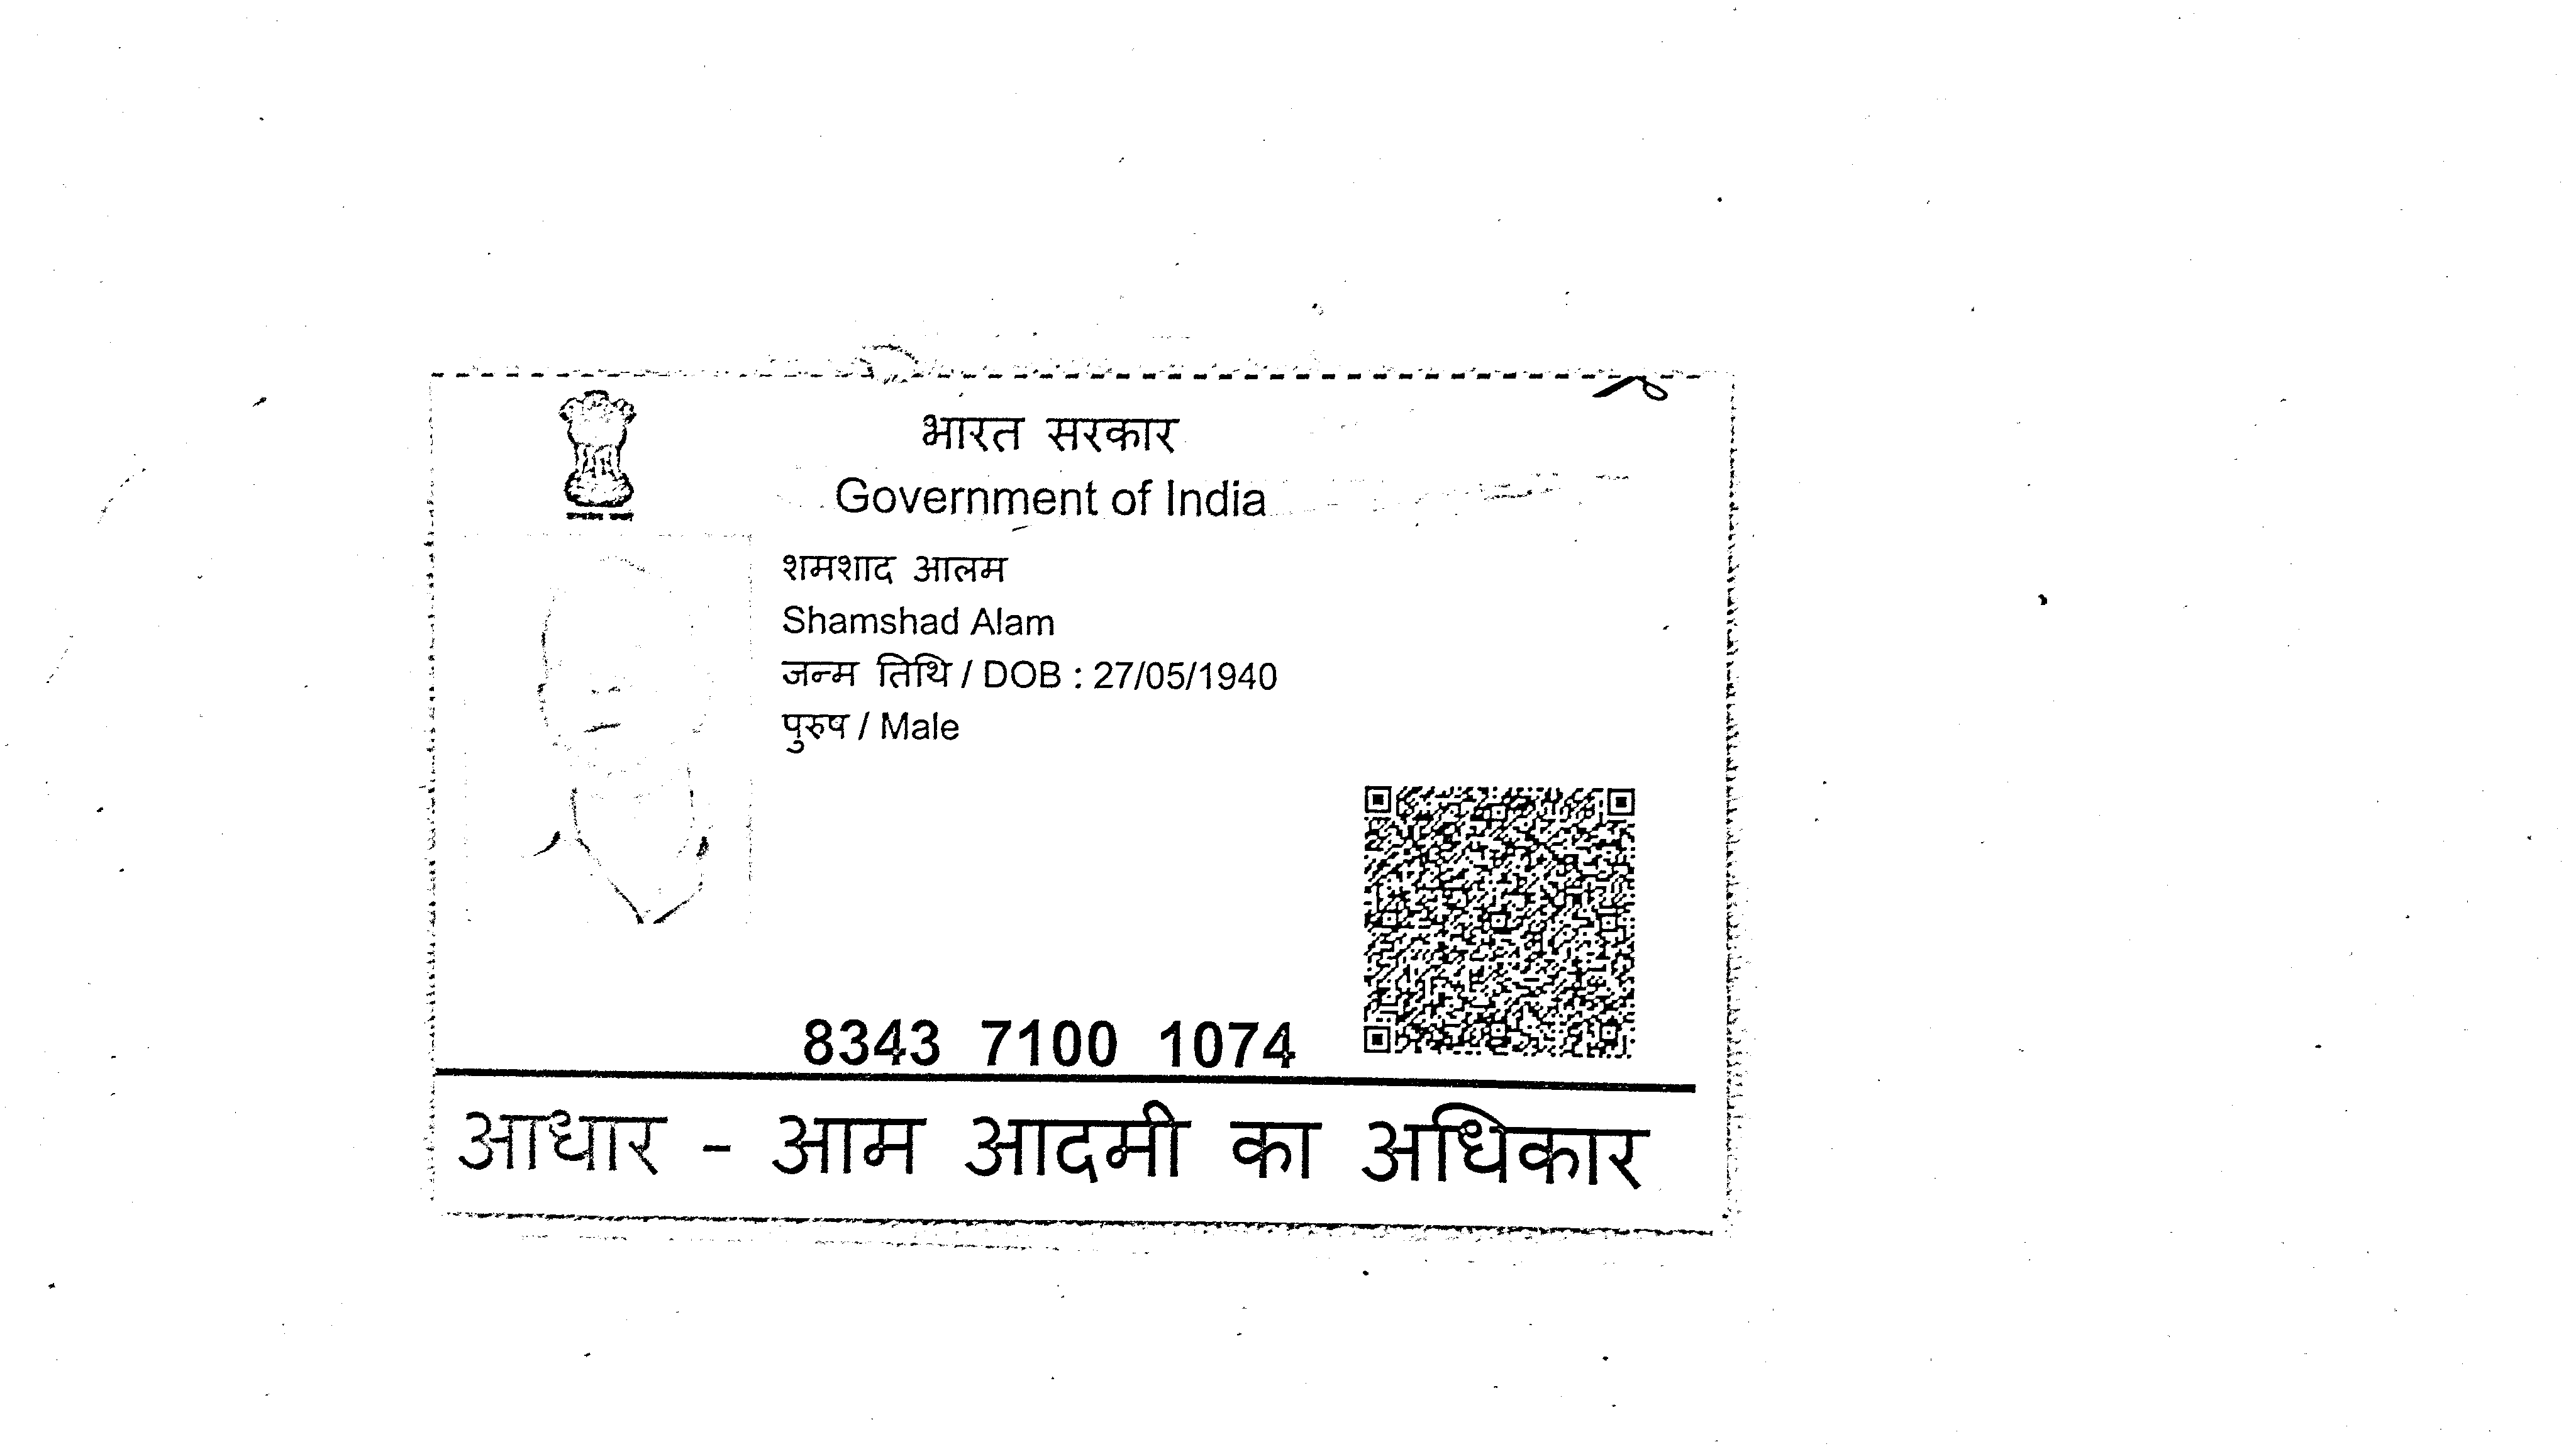 भारत सरकार
Government of India
शमशाद आलम
Shamshad Alam
जन्म तिथि / DOB : 27/05/1940
पुरुष / Male
8343 7100 1074
आधार - आम आदमी का अधिकार